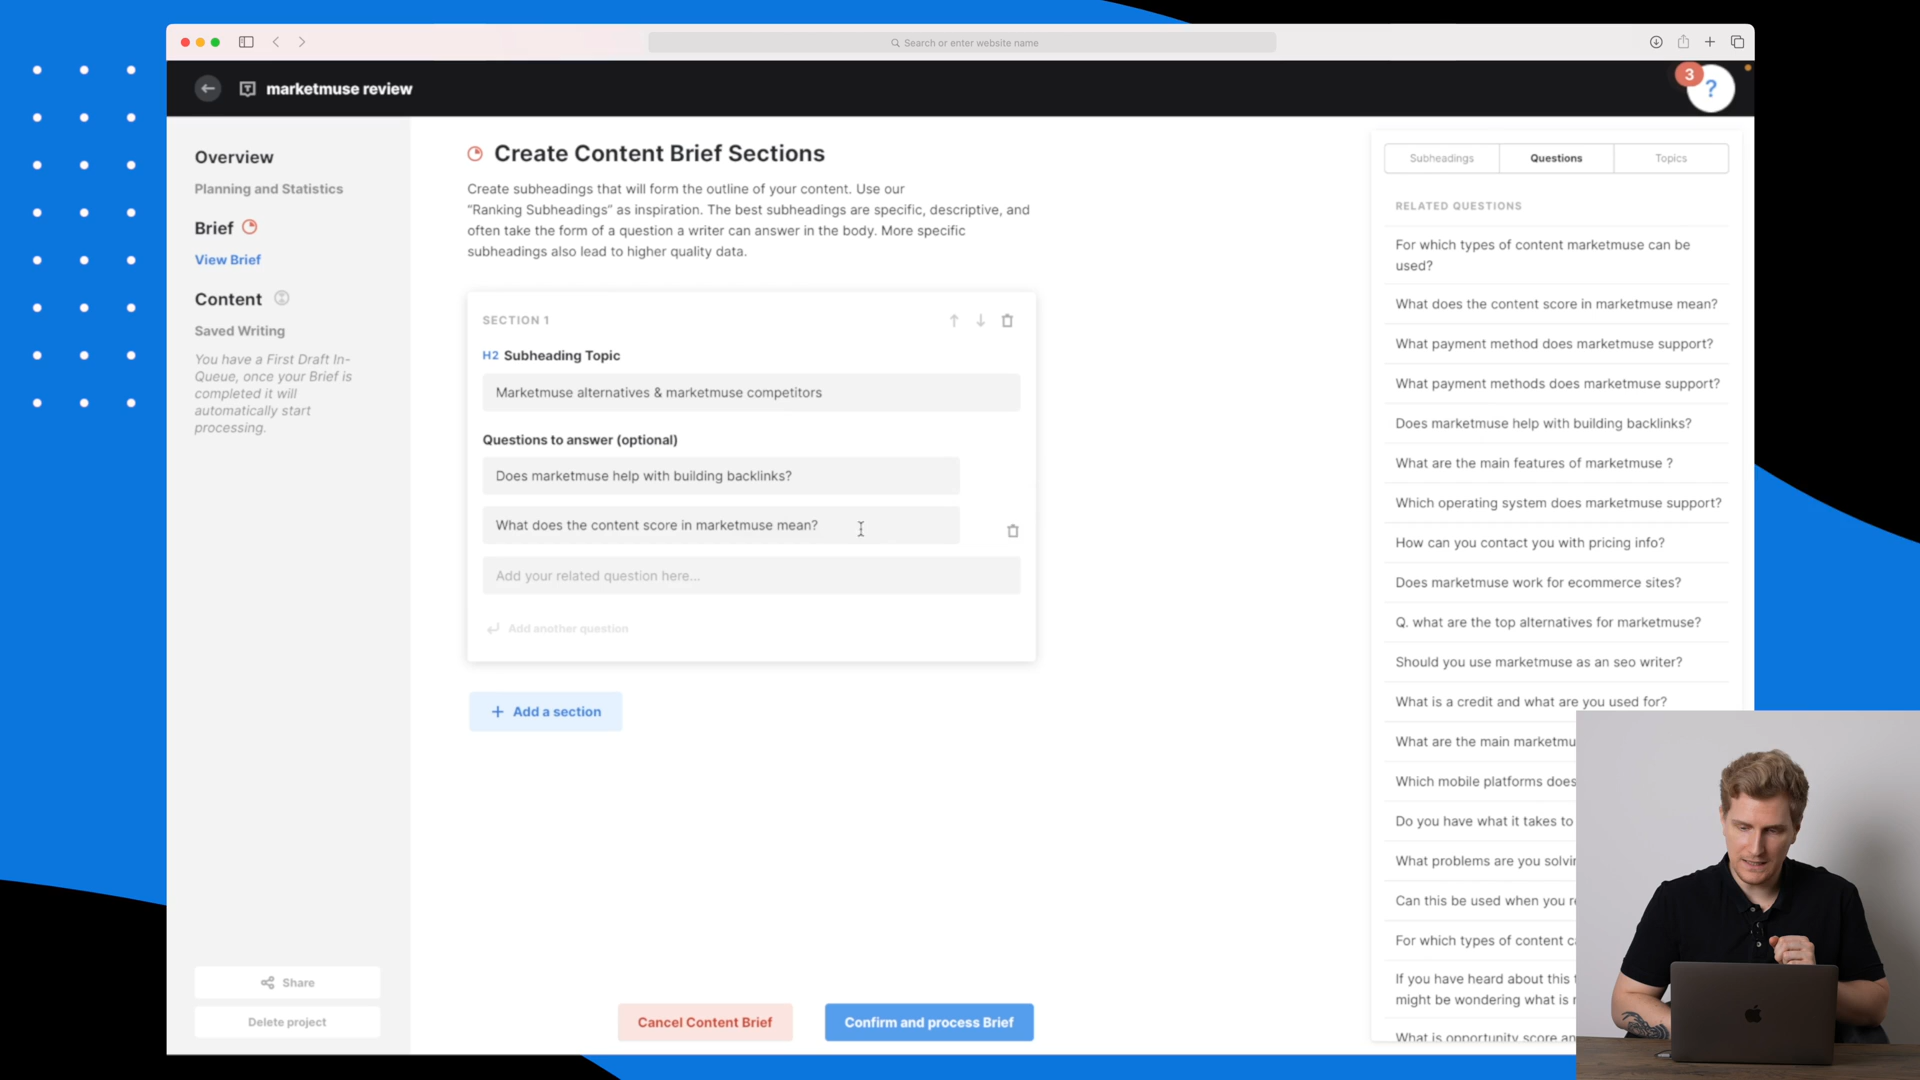 Search or enter website name
marketmuse review
3
?
Overview
Planning and Statistics
Brief
View Brief
Content
Saved Writing
You have a First Draft In-
Queue, once your Brief is
completed it will
automatically start
processing.
Share
Delete project
Create Content Brief Sections
Create subheadings that will form the outline of your content. Use our
“Ranking Subheadings” as inspiration. The best subheadings are specific, descriptive, and
often take the form of a question a writer can answer in the body. More specific
subheadings also lead to higher quality data.
SECTION 1
H2 Subheading Topic
Marketmuse alternatives & marketmuse competitors
Questions to answer (optional)
Does marketmuse help with building backlinks?
What does the content score in marketmuse mean?
Add your related question here...
Add another question
+ Add a section
Cancel Content Brief
Confirm and process Brief
Subheadings
Questions
Topics
RELATED QUESTIONS
For which types of content marketmuse can be
used?
What does the content score in marketmuse mean?
What payment method does marketmuse support?
What payment methods does marketmuse support?
Does marketmuse help with building backlinks?
What are the main features of marketmuse ?
Which operating system does marketmuse support?
How can you contact you with pricing info?
Does marketmuse work for ecommerce sites?
Q. what are the top alternatives for marketmuse?
Should you use marketmuse as an seo writer?
What is a credit and what are you used for?
What are the main
Which mobile platforms does
Do you have what it takes to
What problems are you
Can this be used when you
For which types of content
If you have heard about this
might be wondering what is
What is opportunity score